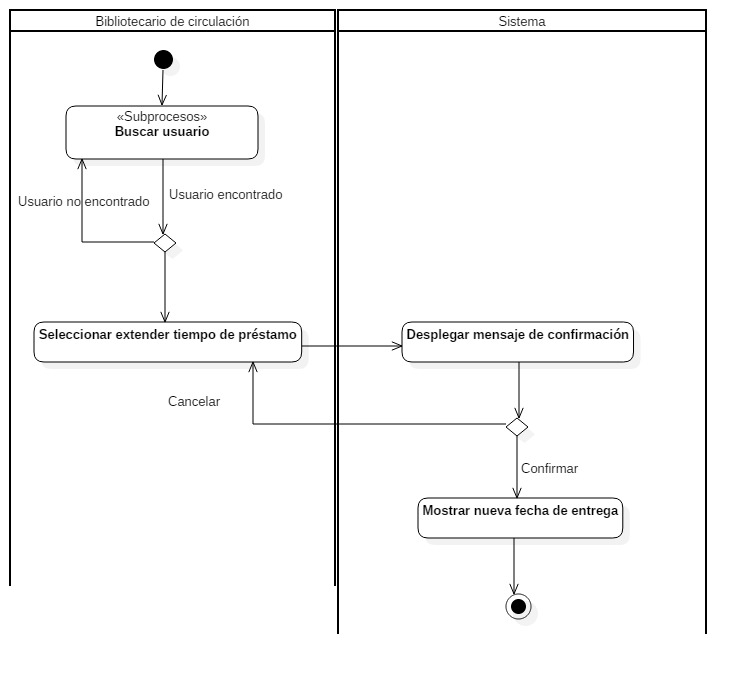 Bibliotecario de circulación
Sistema
«Subprocesos»
Buscar usuario
Usuario encontrado
Usuario no encontrado
Seleccionar extender tiempo de préstamo
Desplegar mensaje de confirmación
Cancelar
Confirmar
Mostrar nueva fecha de entrega